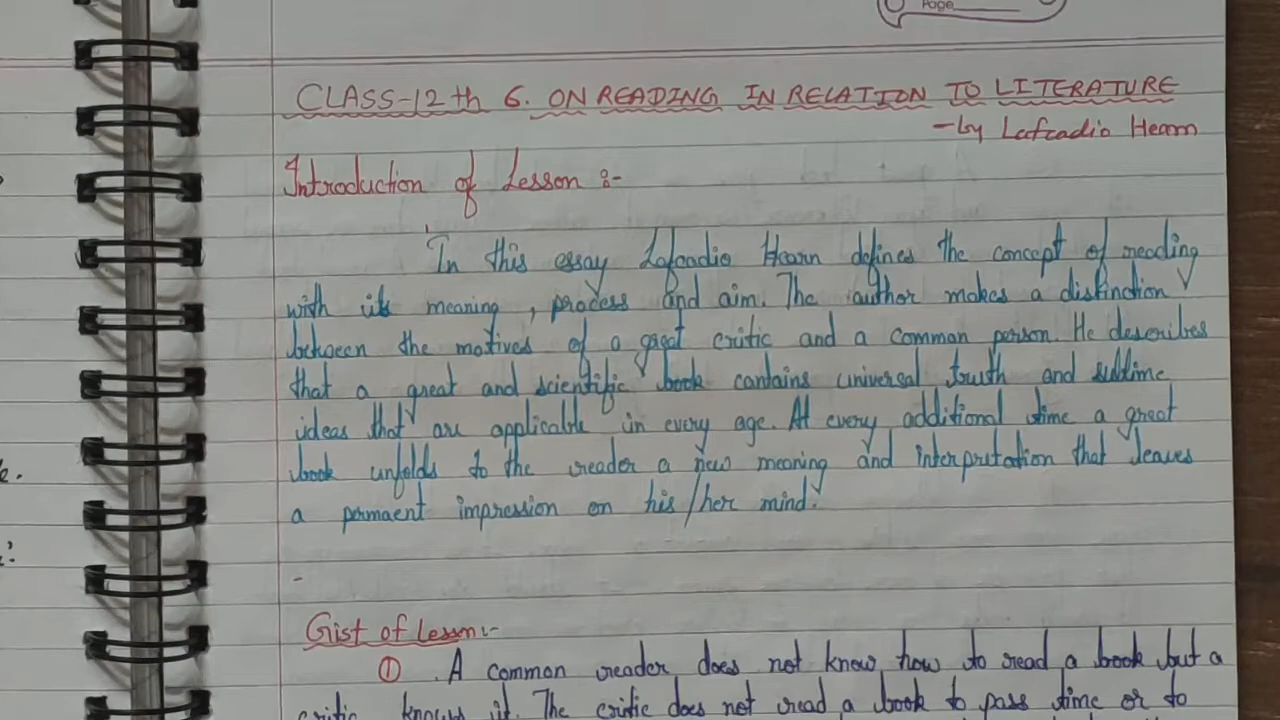 Page
CLASS-12th 6. ON READING IN RELATION TO LITERATURE
-by Lafcadio Hearn
Introduction of Lesson :-
In this essay Lafcadio Hearn defines the concept of reading
with its meaning, process and aim. The author makes a distinction
between the motives of a great critic and a common person. He describes
that a great and scientific book contains universal truth and sublime
ideas that are applicable in every age. At every additional time a great
book unfolds to the reader a new meaning and interpretation that leaves
a permaent impression on his/her mind.
-
Gist of lesson:-
① A common reader does not know how to read a book but a
critic knows it. The critic does not read a book to pass time or to